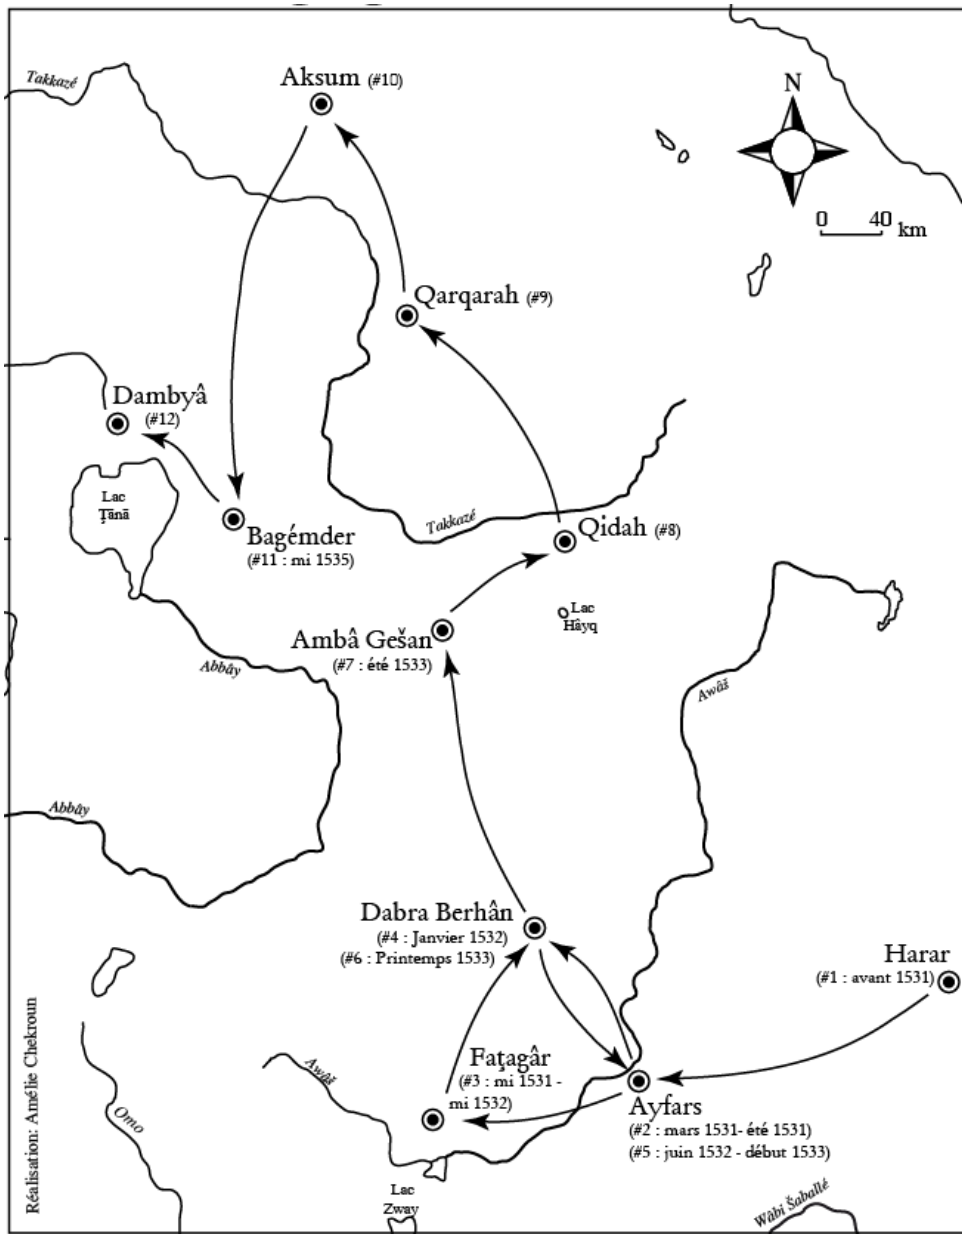 Takkazé
Aksum (#10)
N
0 40
km
Qarqarah (#9)
Dambyâ
(#12)
Lac
Ţānā
Bagémder
(#11 : mi 1535)
Takkazé
Qidah (#8)
Lac
Hâyq
Ambâ Gešan
(#7 : été 1533)
Abbây
Awâš
Abbây
Dabra Berhân
(#4 : Janvier 1532)
(#6 : Printemps 1533)
Harar
(#1 : avant 1531)
Réalisation: Amélie Chekroun
Omo
Awâš
Faţagâr
(#3 : mi 1531 -
mi 1532)
Ayfars
(#2 : mars 1531- été 1531)
(#5 : juin 1532 - début 1533)
Lac
Zway
Wâbi Šaballé